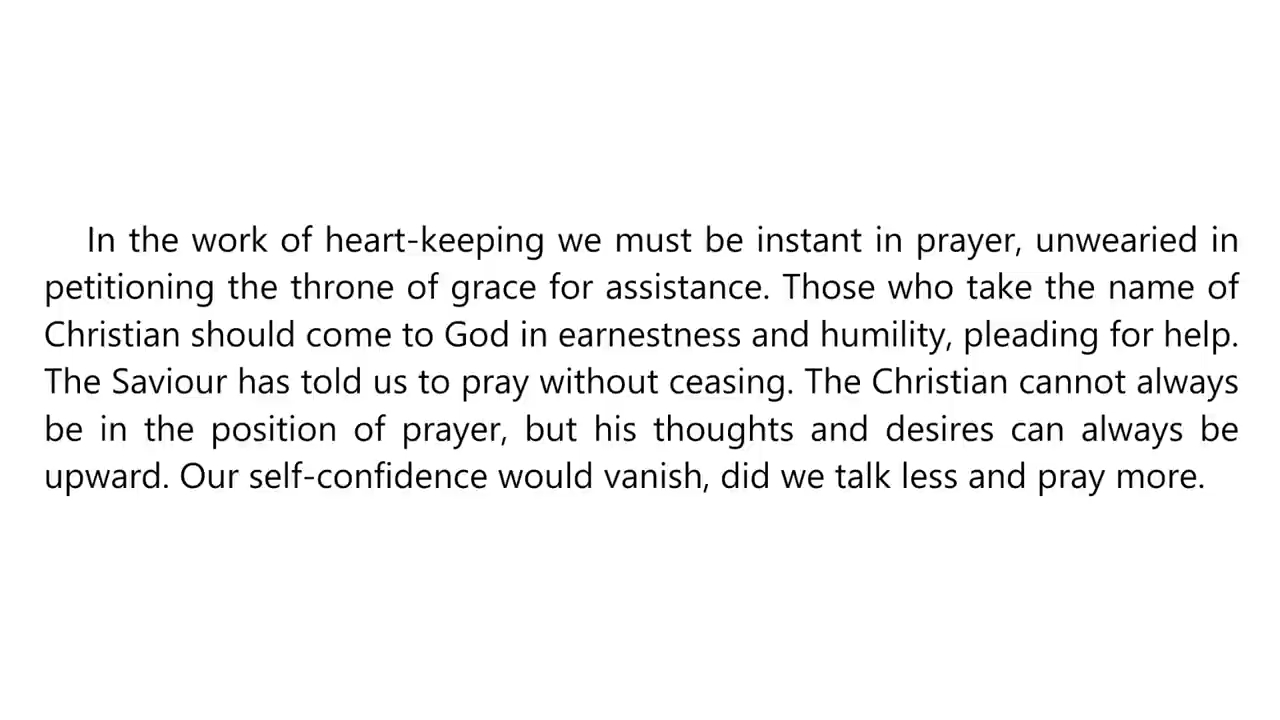 In the work of heart-keeping we must be instant in prayer, unwearied in
petitioning the throne of grace for assistance. Those who take the name of
Christian should come to God in earnestness and humility, pleading for help.
The Saviour has told us to pray without ceasing. The Christian cannot always
be in the position of prayer, but his thoughts and desires can always be
upward. Our self-confidence would vanish, did we talk less and pray more.